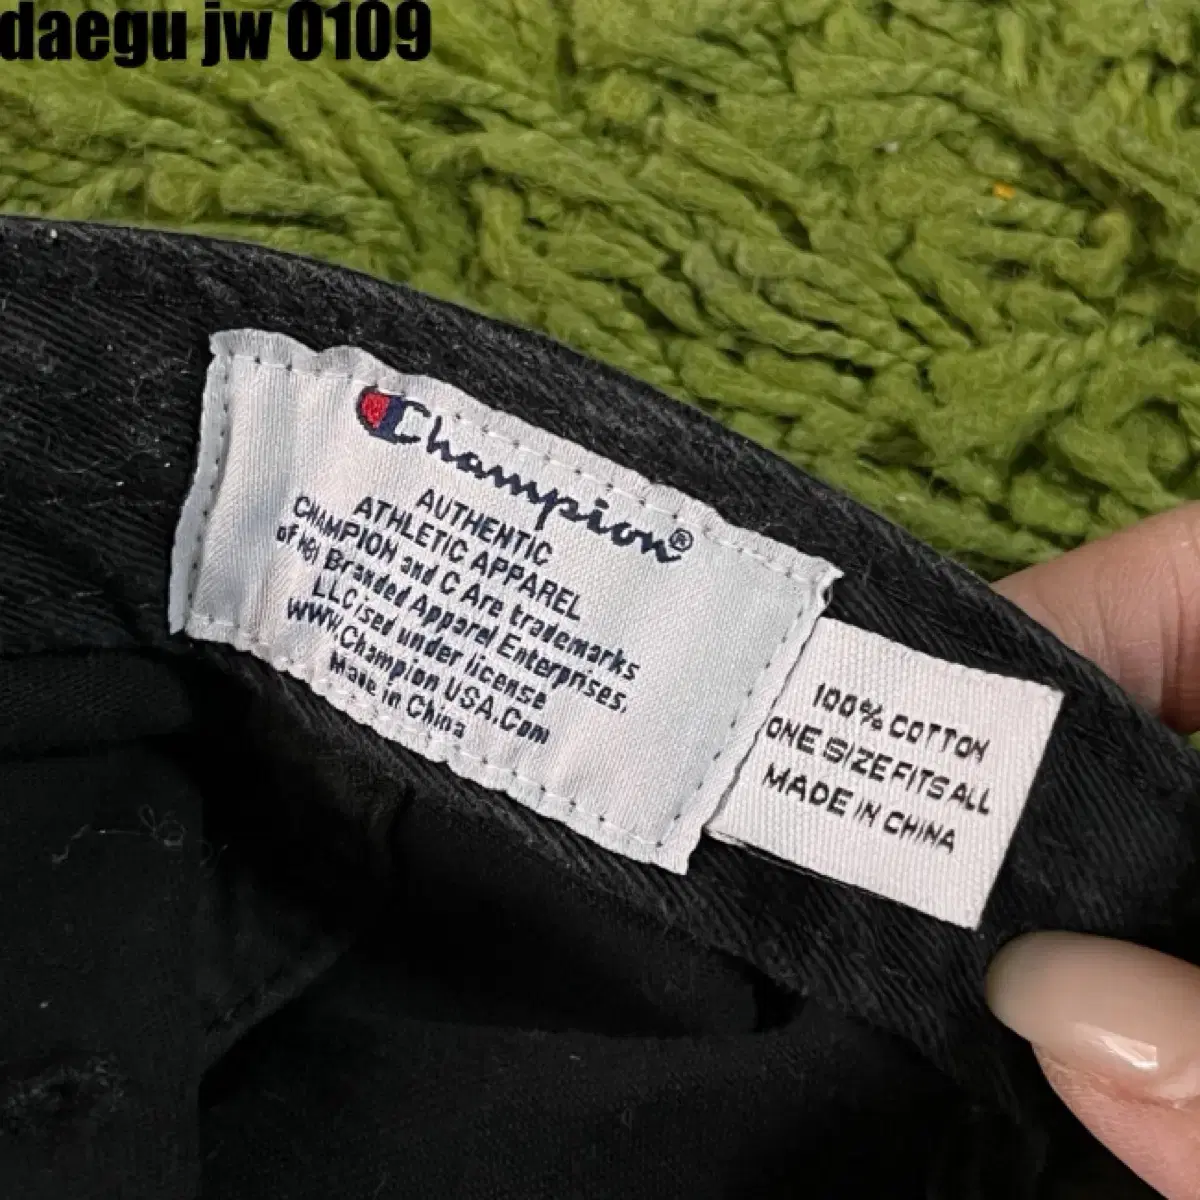 daegu jw 0109
Champion®
AUTHENTIC
ATHLETIC APPAREL
CHAMPION and C Are trademarks
of HBI Branded Apparel Enterprises,
LLC ised under license
WWW.Champion USA.Com
Made in China
100% COTTON
ONE SIZE FITS ALL
MADE IN CHINA